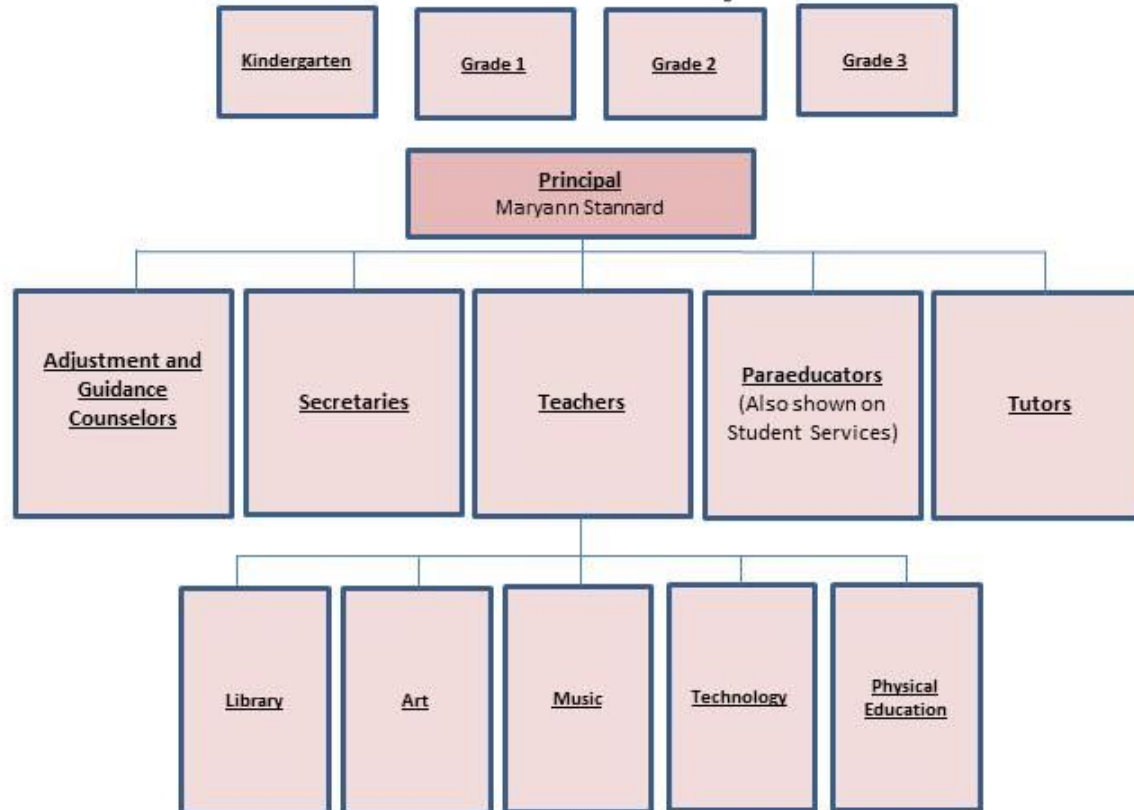 Kindergarten
Grade 1
Grade 2
Grade 3
Principal
Maryann Stannard
Adjustment and
Guidance
Counselors
Secretaries
Teachers
Paraeducators
(Also shown on
Student Services)
Tutors
Library
Art
Music
Technology
Physical
Education